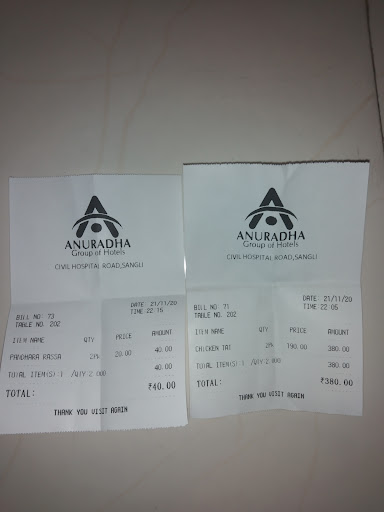 ANURADHA
Group of Hotels
CIVIL HOSPITAL ROAD,SANGLI
DATE 21/11/20
BILL NO 73 TIME 22:15
TABLE NO. 202
ITEM NAME QTY PRICE AMOUNT
PANDHARA RASSA 20.00 40.00
TOTAL ITEM(S) 1 /QTY 2.000 40.00
TOTAL: ₹40.00
THANK YOU VISIT AGAIN
ANURADHA
Group of Hotels
CIVIL HOSPITAL ROAD,SANGLI
DATE 21/11/20
BILL NO 71 TIME 22:05
TABLE NO. 202
ITEM NAME QTY PRICE AMOUNT
CHICKEN 190.00 380.00
TOTAL ITEM(S) 1 /QTY 2.000 380.00
TOTAL: ₹380.00
THANK YOU VISIT AGAIN